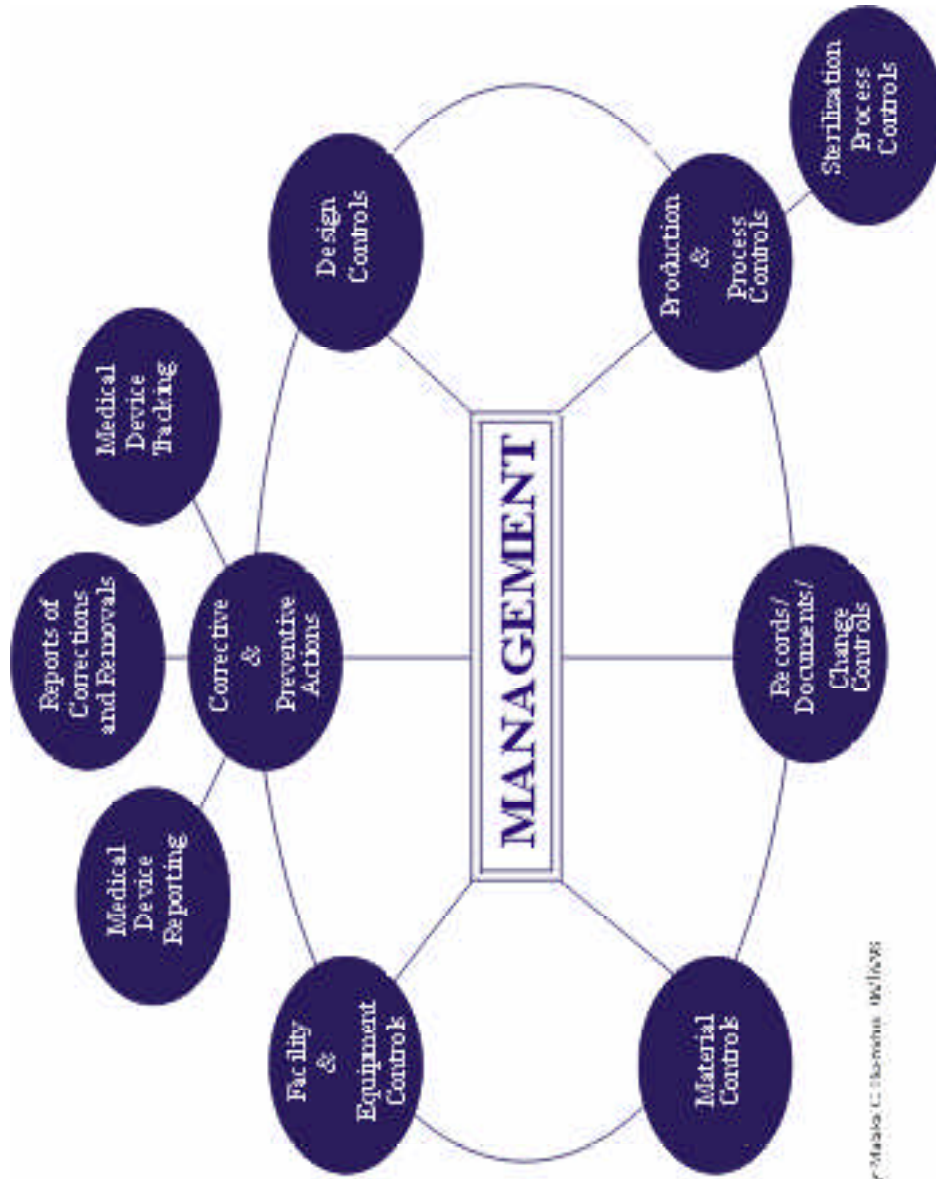 Reports of
Corrections
and Removals
Medical
Device
Reporting
Medical
Device
Tracking
Corrective
&
Preventive
Actions
Facility
&
Equipment
Controls
Design
Controls
MANAGEMENT
Material
Controls
Production
&
Process
Controls
Records/
Documents/
Change
Controls
Sterilization
Process
Controls